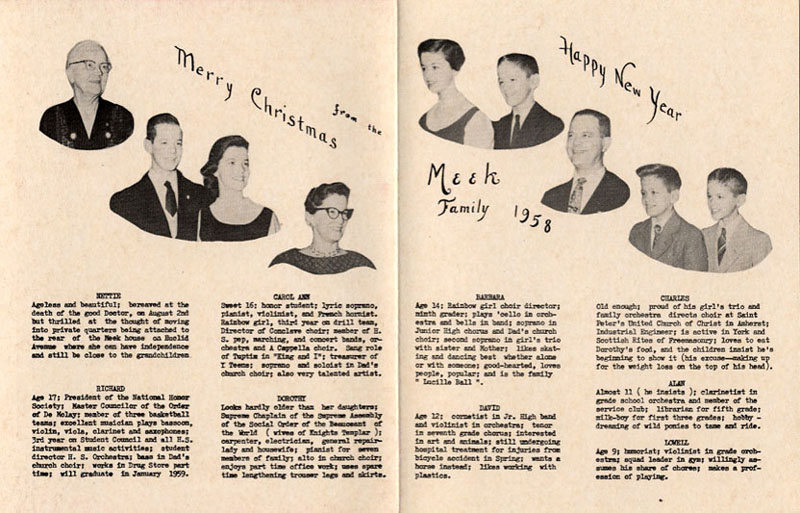 Merry Christmas
from the
Happy New Year
Meek
Family 1958
NETTIE
Ageless and beautiful; bereaved at the
death of the good Doctor, on August 2nd
but thrilled at the thought of moving
into private quarters being attached to
the rear of the Meek house on Euclid
Avenue where she can have independence
and still be close to the grandchildren
RICHARD
Age 17; President of the National Honor
Society; Master Councilor of the Order
of De Molay; member of three basketball
teams; excellent musician plays bassoon,
violin, viola, clarinet and saxophones;
3rd year on Student Council and all H.S.
instrumental music activities; student
director H. S. Orchestra; bass in Dad's
church choir; works in Drug Store part
time; will graduate in January 1959.
CAROL ANN
Sweet 16; honor student; lyric soprano,
pianist, violinist, and French hornist.
Rainbow girl, third year on drill team,
Director of Conclave choir; member of H.
S. pep, marching, and concert bands, or-
chestra and A Cappella choir. Sang role
of Tuptim in "King and I"; treasurer of
Y Teens; soprano and soloist in Dad's
church choir; also very talented artist.
DOROTHY
Looks hardly older than her daughters;
Supreme Chaplain of the Supreme Assembly
of the Social Order of the Beauceant of
the World ( wives of Knights Templar );
carpenter, electrician, general repair-
lady and housewife; pianist for seven
members of family; alto in church choir;
enjoys part time office work; uses spare
time lengthening trouser legs and skirts.
BARBARA
Age 14; Rainbow girl choir director;
ninth grade; plays 'cello in orche-
stra and bells in band; soprano in
Junior High chorus and Dad's church
choir; second soprano in girl's trio
with sister and Mother; likes skat-
ing and dancing best whether alone
or with someone; good-hearted, loves
people, popular; and is the family
" Lucille Ball ".
DAVID
Age 12; cornetist in Jr. High band
and violinist in orchestra; tenor
in seventh grade chorus; interested
in art and animals; still undergoing
hospital treatment for injuries from
bicycle accident in Spring; wants a
horse instead; likes working with
plastics.
CHARLES
Old enough; proud of his girl's trio and
family orchestra directs choir at Saint
Peter's United Church of Christ in Amherst;
Industrial Engineer; is active in York and
Scottish Rites of Freemasonry; loves to eat
Dorothy's food, and the children insist he's
beginning to show it (his excuse—making up
for the weight loss on the top of his head).
ALAN
Almost 11 ( he insists ); clarinetist in
grade school orchestra and member of the
service club; librarian for fifth grade;
milk-boy for first three grades; hobby -
dreaming of wild ponies to tame and ride.
LOWELL
Age 9; humorist; violinist in grade orch-
estra; squad leader in gym; willingly as-
sumes his share of chores; makes a prof-
ession of playing.